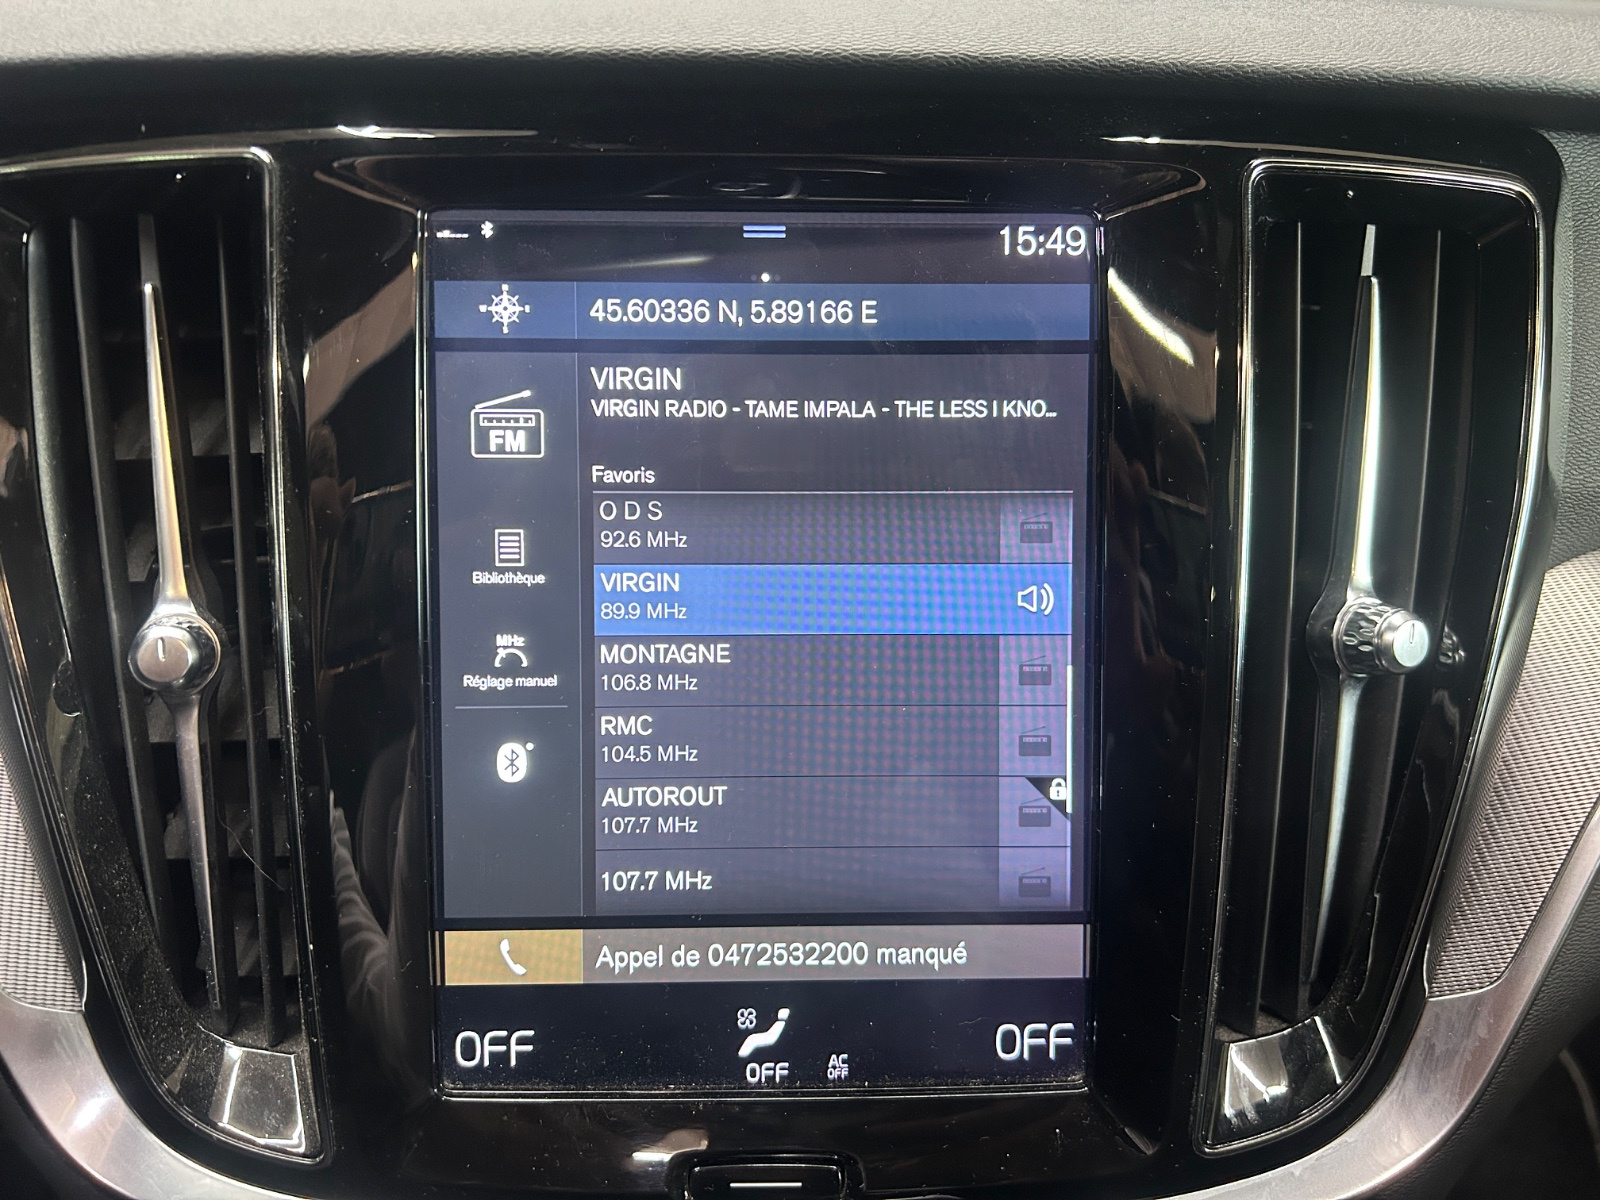 15:49
45.60336 N, 5.89166 E
VIRGIN
VIRGIN RADIO - TAME IMPALA - THE LESS I KNO...
FM
Favoris
O D S
92.6 MHz
Bibliothèque
VIRGIN
89.9 MHz
MHz
Réglage manuel
MONTAGNE
106.8 MHz
RMC
104.5 MHz
AUTOROUT
107.7 MHz
107.7 MHz
Appel de 0472532200 manqué
OFF
OFF
AC
OFF
OFF